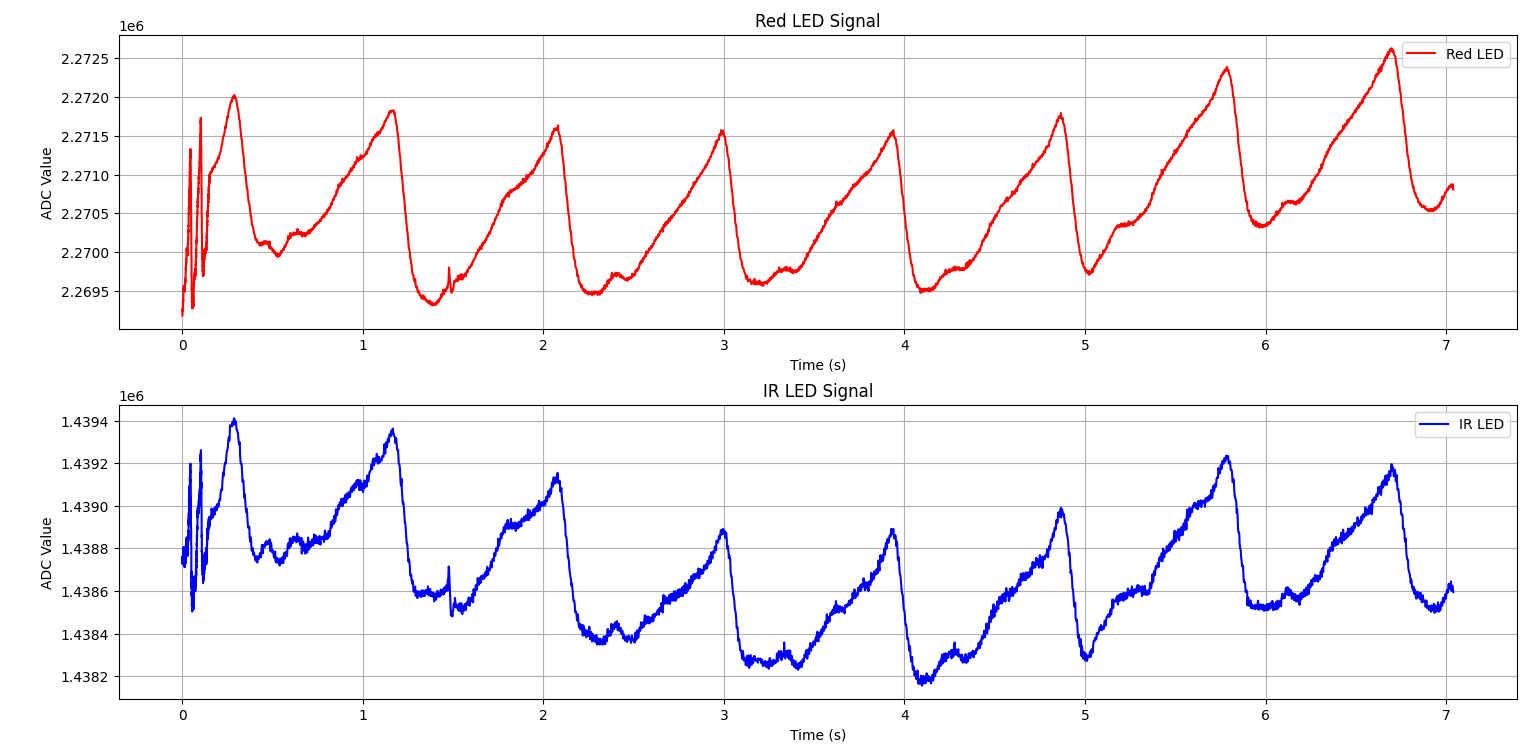 Red LED Signal
1e6
Red LED
2.2725
2.2720
2.2715
2.2710
2.2705
2.2700
2.2695
ADC Value
0 1 2 3 4 5 6 7
Time (s)
IR LED Signal
1e6
IR LED
1.4394
1.4392
1.4390
1.4388
1.4386
1.4384
1.4382
ADC Value
0 1 2 3 4 5 6 7
Time (s)